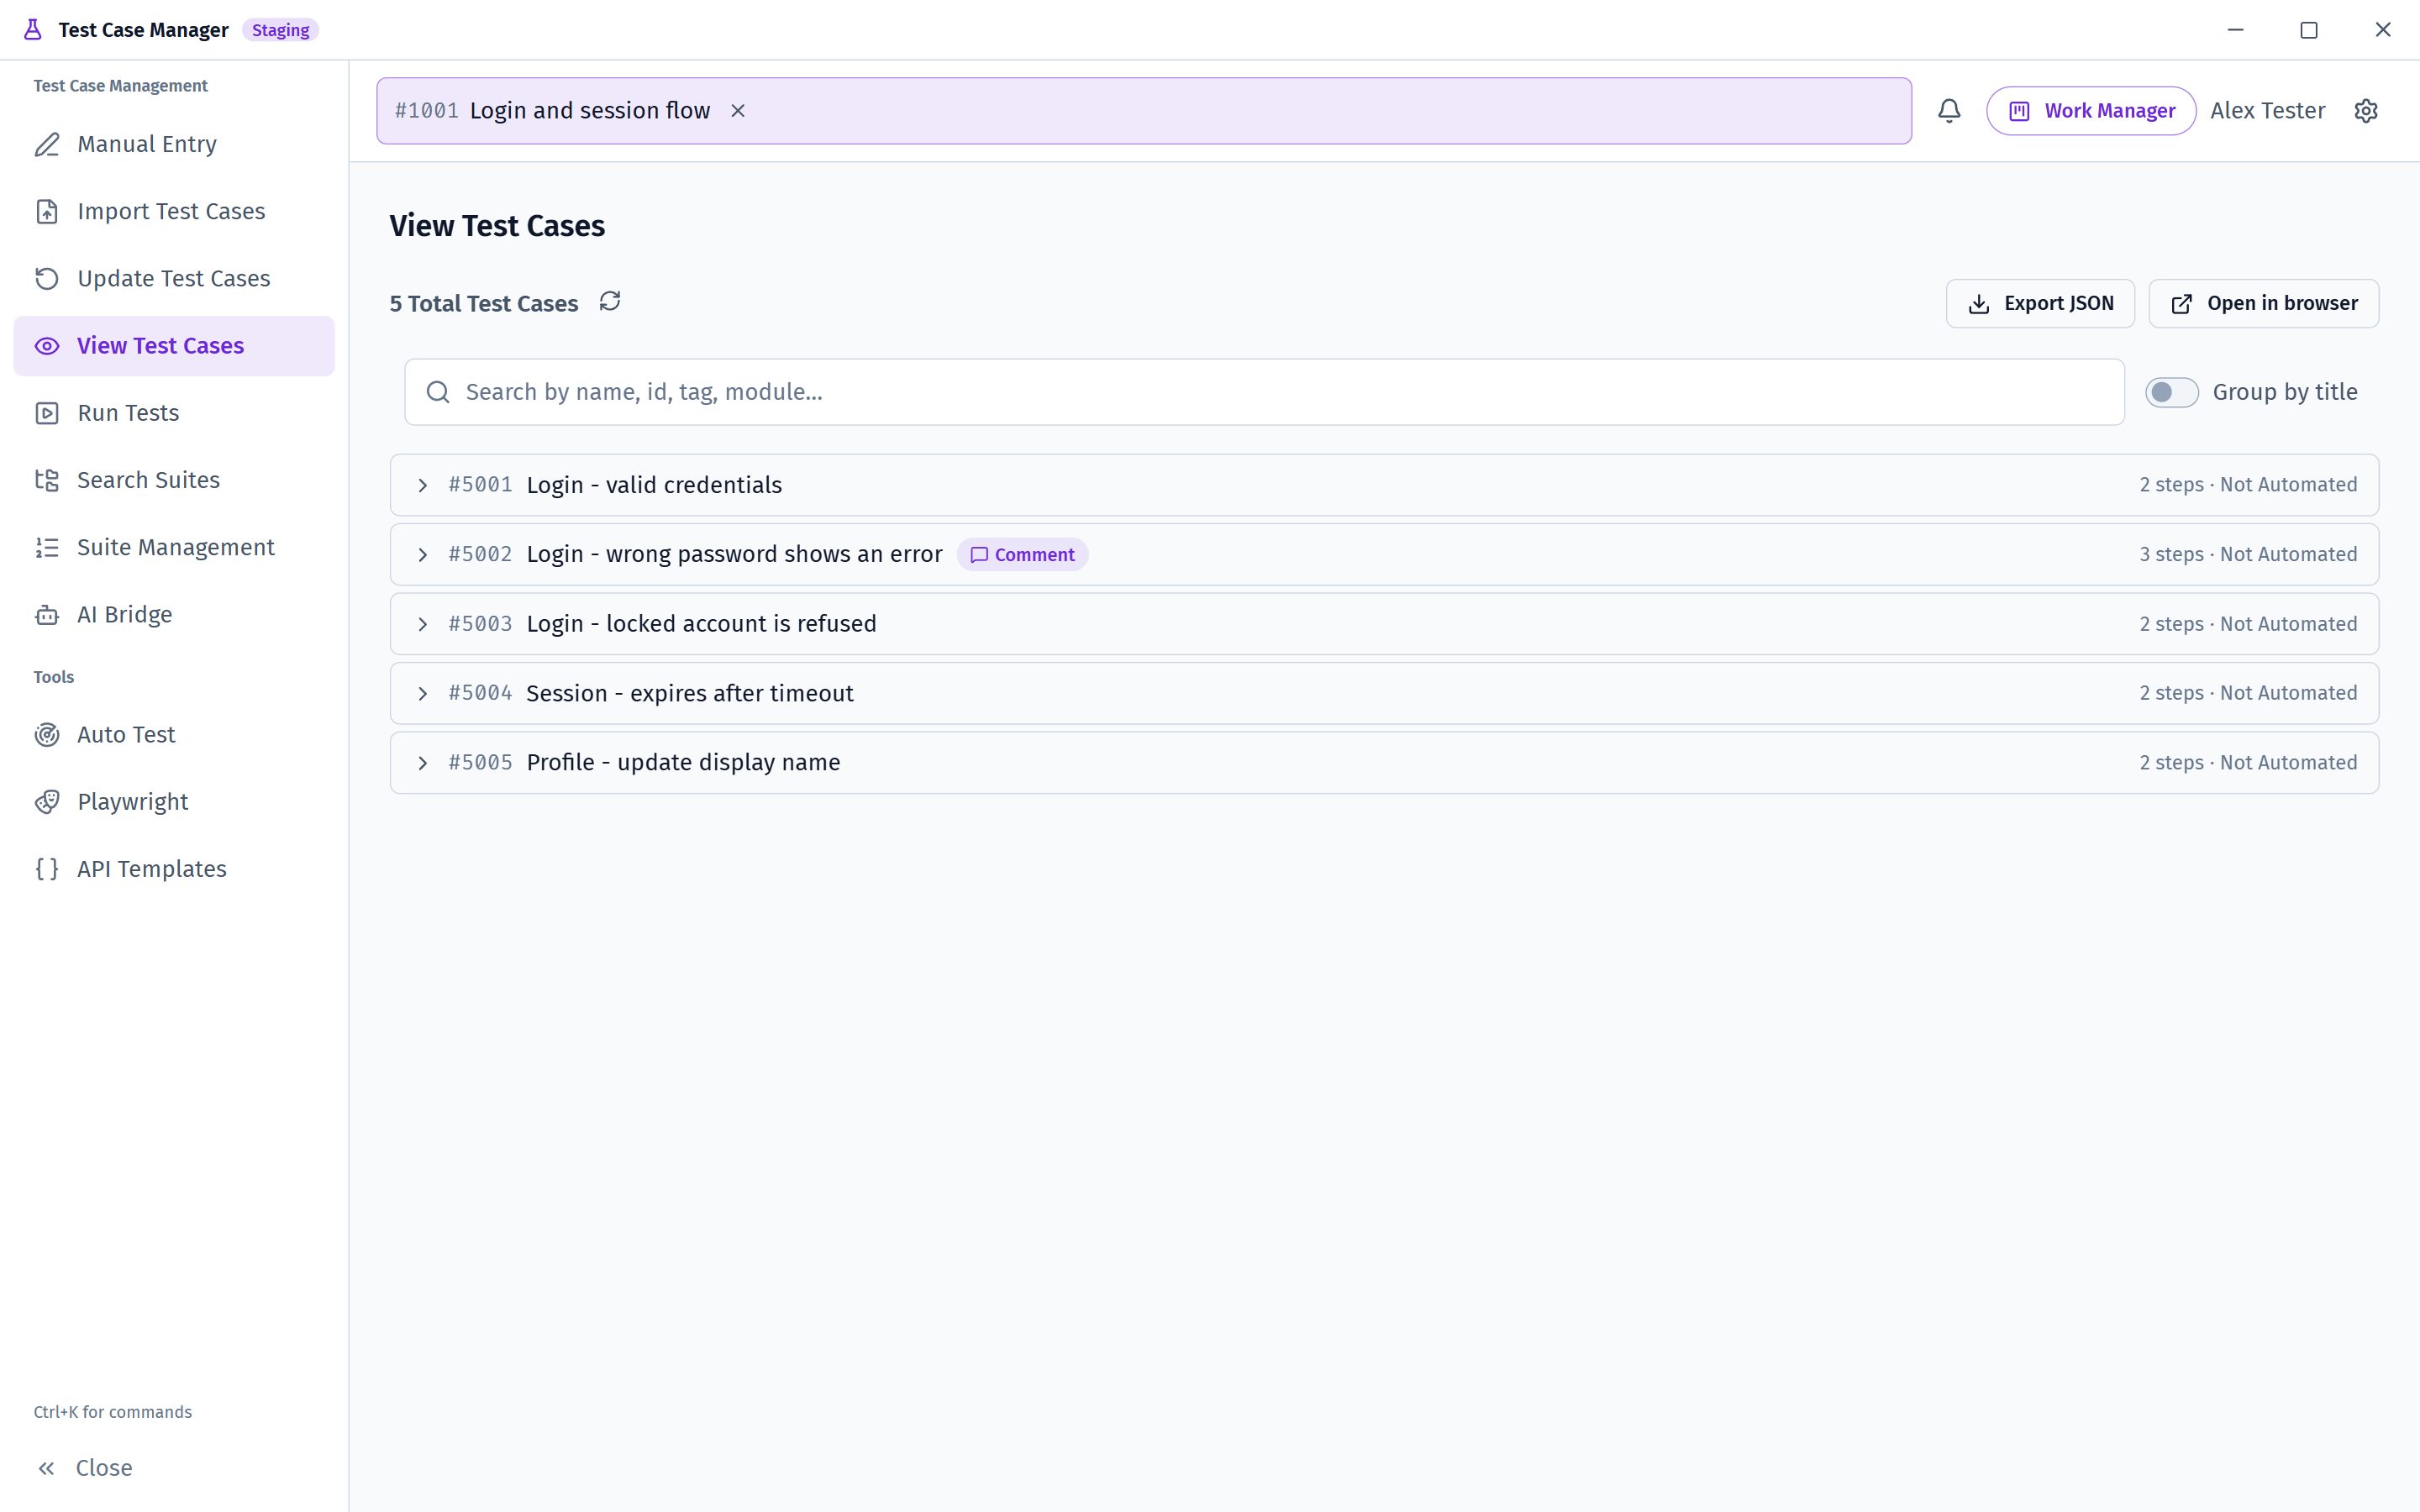 Test Case Manager Staging
Test Case Management
Manual Entry
Import Test Cases
Update Test Cases
View Test Cases
Run Tests
Search Suites
Suite Management
AI Bridge
Tools
Auto Test
Playwright
API Templates
Ctrl+K for commands
Close
#1001 Login and session flow
Work Manager Alex Tester
View Test Cases
5 Total Test Cases
Export JSON Open in browser
Search by name, id, tag, module...
Group by title
#5001 Login - valid credentials 2 steps · Not Automated
#5002 Login - wrong password shows an error Comment 3 steps · Not Automated
#5003 Login - locked account is refused 2 steps · Not Automated
#5004 Session - expires after timeout 2 steps · Not Automated
#5005 Profile - update display name 2 steps · Not Automated